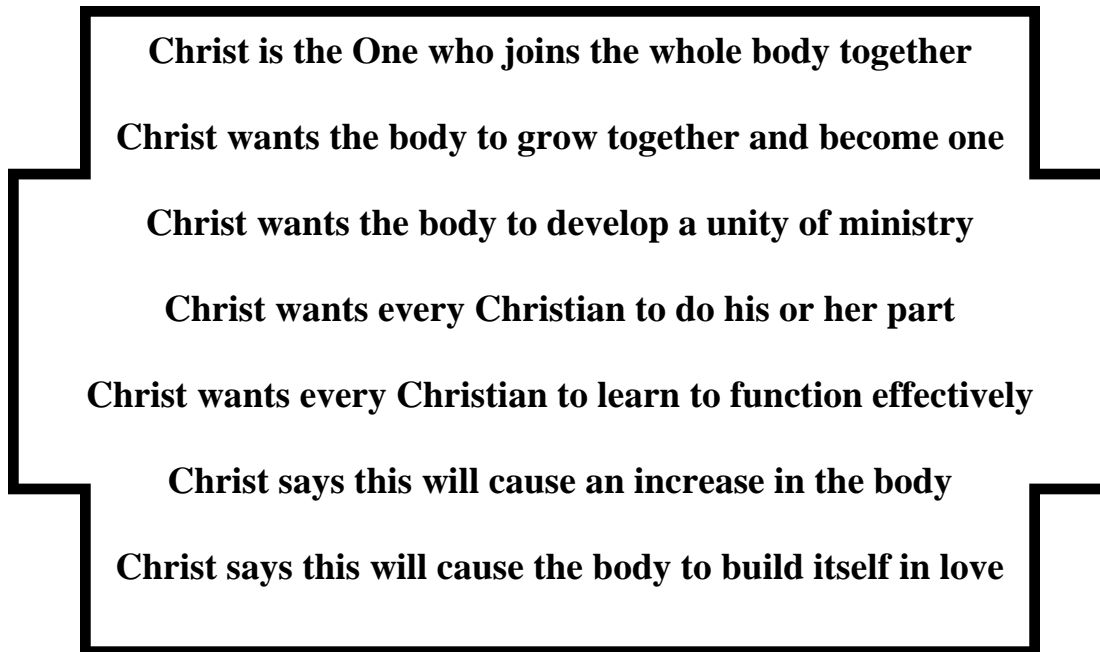 Christ is the One who joins the whole body together
Christ wants the body to grow together and become one
Christ wants the body to develop a unity of ministry
Christ wants every Christian to do his or her part
Christ wants every Christian to learn to function effectively
Christ says this will cause an increase in the body
Christ says this will cause the body to build itself in love